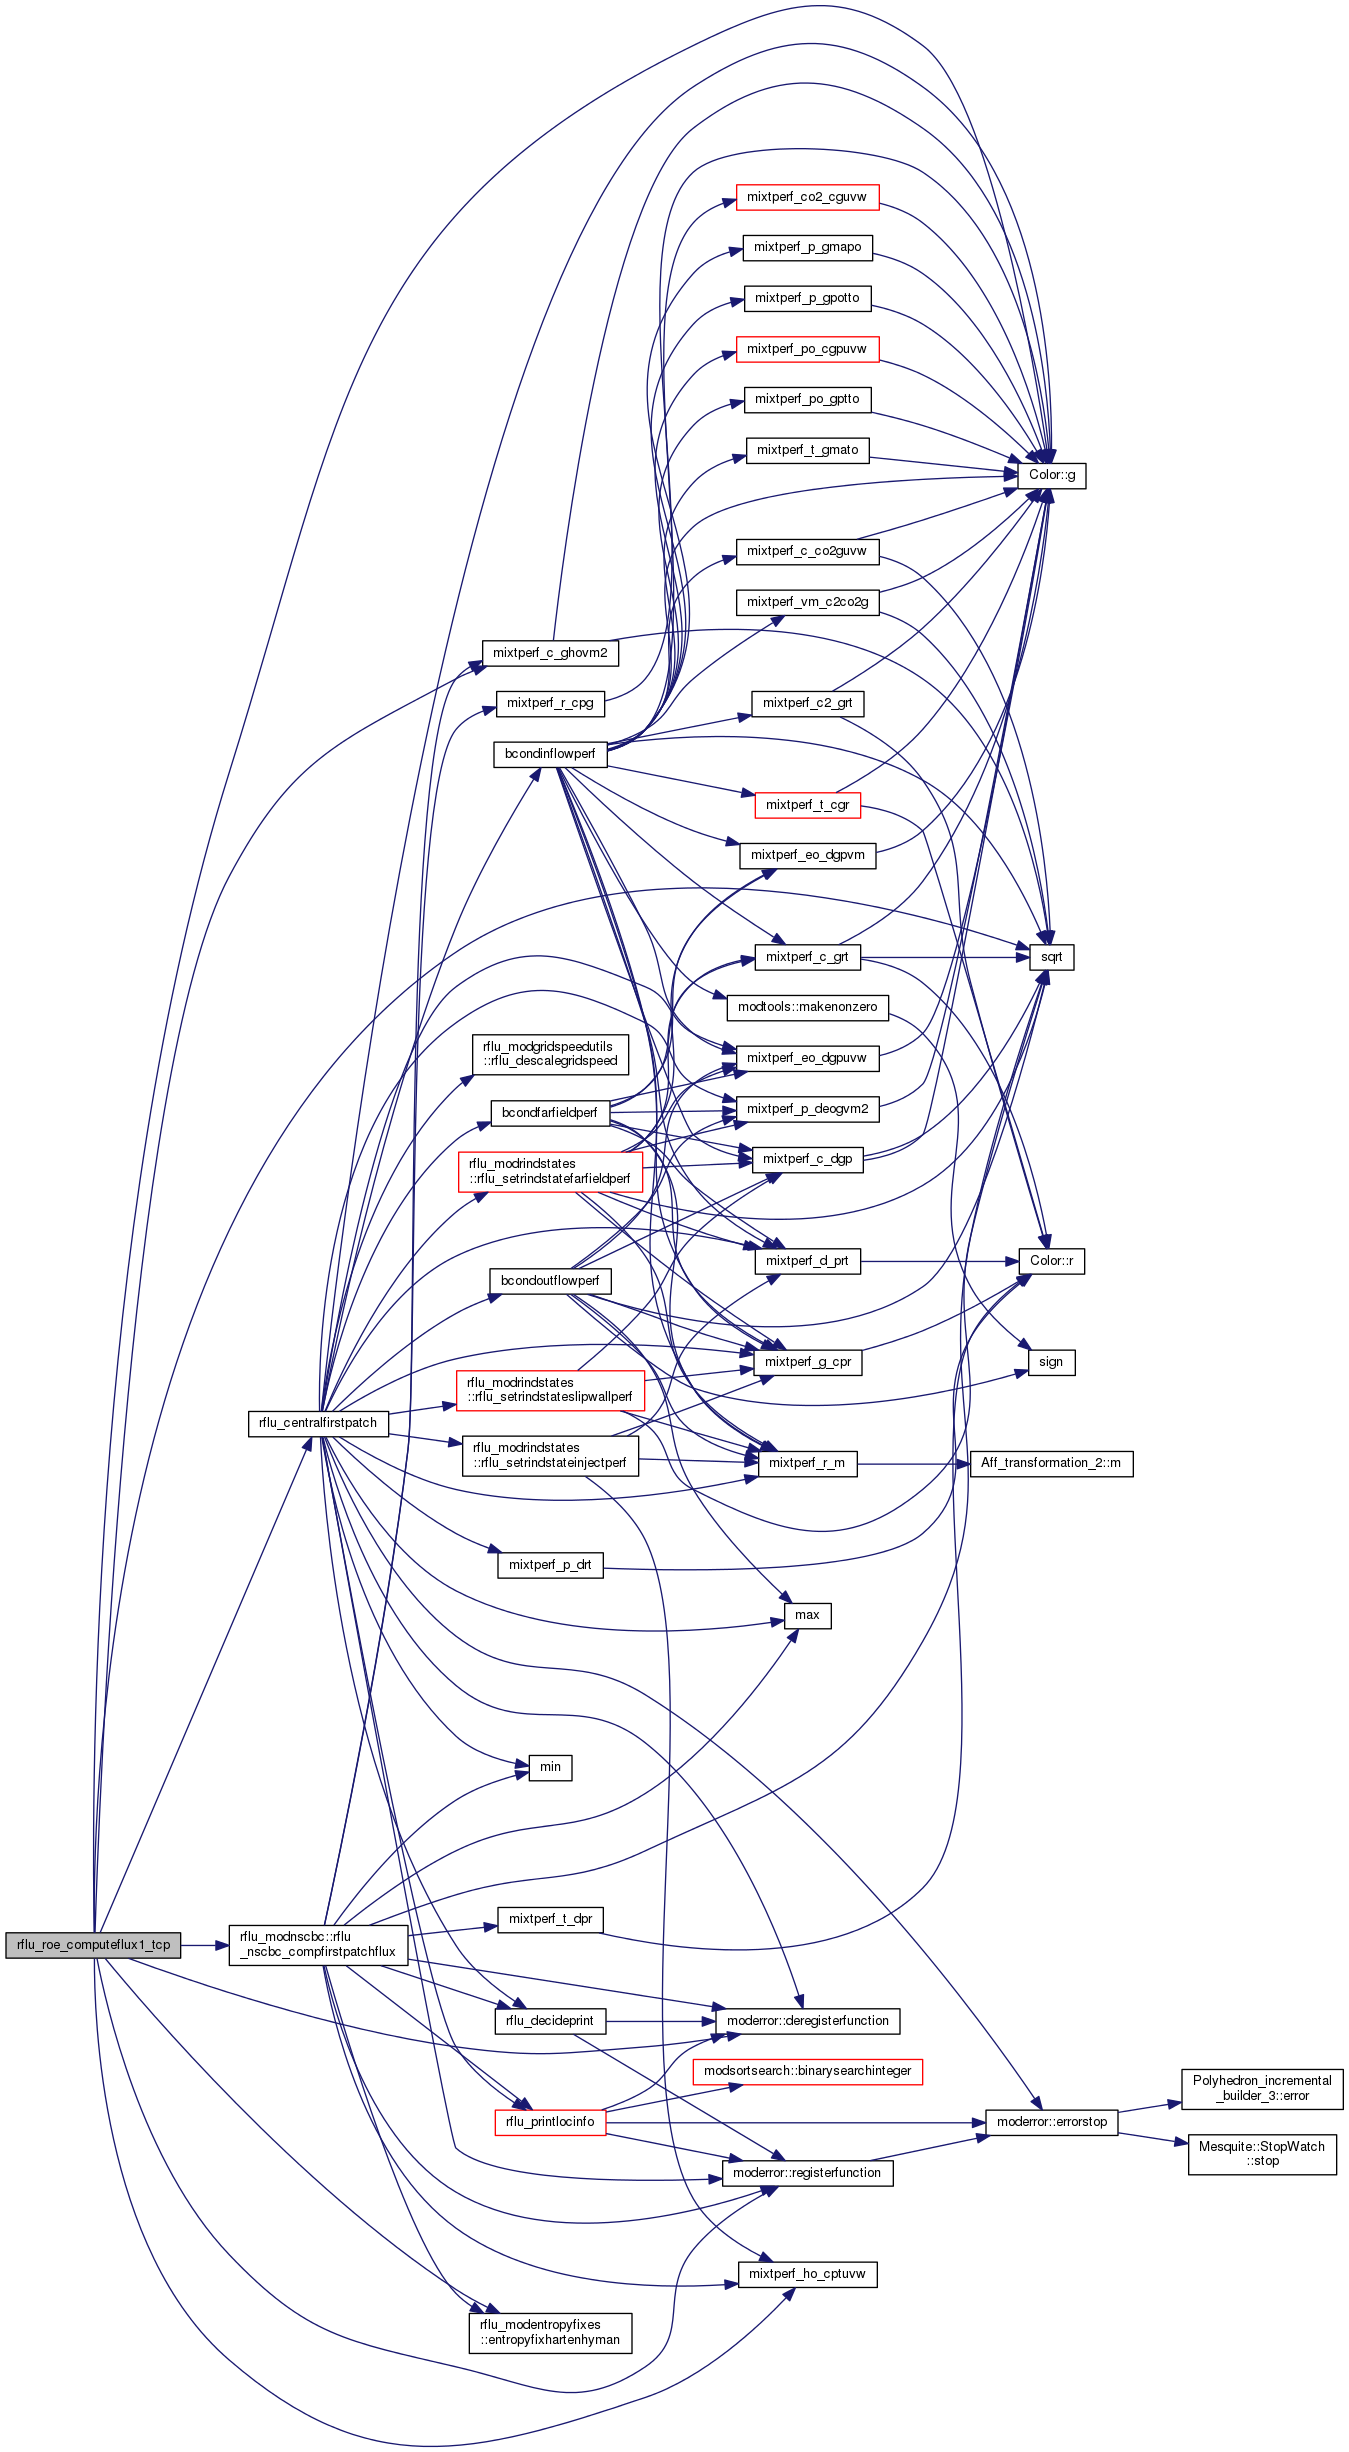 mixtperf_co2_cguvw
mixtperf_p_gmapo
mixtperf_p_gpotto
mixtperf_po_cgpuvw
mixtperf_po_gptto
mixtperf_t_gmato
Color::g
mixtperf_c_co2guvw
mixtperf_vm_c2co2g
mixtperf_c_ghovm2
mixtperf_r_cpg
mixtperf_c2_grt
bcondinflowperf
mixtperf_t_cgr
mixtperf_eo_dgpvm
mixtperf_c_grt
sqrt
modtools::makenonzero
rflu_modgridspeedutils
::rflu_descalegridspeed
mixtperf_eo_dgpuvw
bcondfarfieldperf
mixtperf_p_deogvm2
mixtperf_c_dgp
rflu_modrindstates
::rflu_setrindstatefarfieldperf
mixtperf_d_prt
Color::r
bcondoutflowperf
mixtperf_g_cpr
sign
rflu_modrindstates
::rflu_setrindstateslipwallperf
rflu_centralfirstpatch
rflu_modrindstates
::rflu_setrindstateinjectperf
mixtperf_r_m
Aff_transformation_2::m
mixtperf_p_drt
max
min
mixtperf_t_dpr
rflu_roe_computeflux1_tcp
rflu_modnscbc::rflu
_nscbc_compfirstpatchflux
rflu_decideprint
moderror::deregisterfunction
modsortsearch::binarysearchinteger
Polyhedron_incremental
_builder_3::error
rflu_printlocinfo
moderror::errorstop
Mesquite::StopWatch
::stop
moderror::registerfunction
mixtperf_ho_cptuvw
rflu_modentropyfixes
::entropyfixhartenhyman